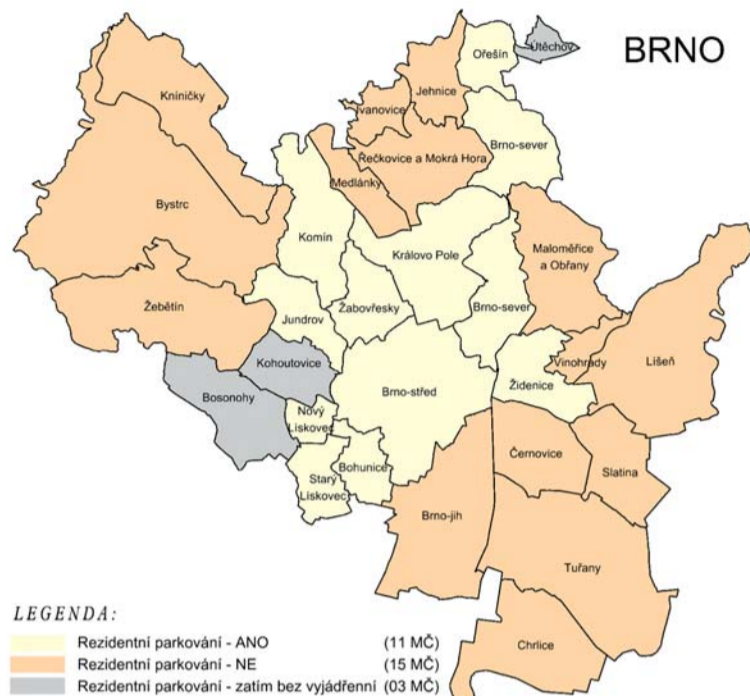 BRNO
Útěchov
Ořešín
Jehnice
Ivanovice
Kníničky
Řečkovice a Mokrá Hora
Brno-sever
Medlánky
Bystrc
Komín
Královo Pole
Maloměřice
a Obřany
Žebětín
Žabovřesky
Brno-sever
Jundrov
Kohoutovice
Vinohrady
Líšeň
Bosonohy
Brno-střed
Židenice
Nový
Lískovec
Bohunice
Starý
Lískovec
Černovice
Slatina
Brno-jih
Tuřany
Chrlice
LEGENDA:
Rezidentní parkování - ANO (11 MČ)
Rezidentní parkování - NE (15 MČ)
Rezidentní parkování - zatím bez vyjádřenní (03 MČ)